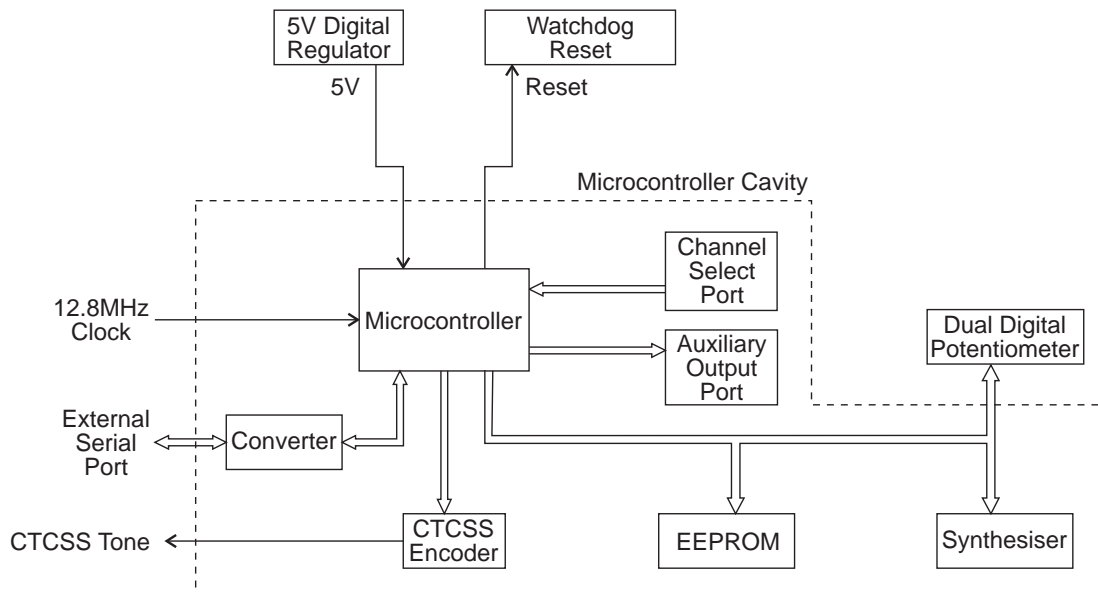 5V Digital
Regulator
Watchdog
Reset
5V
Reset
Microcontroller Cavity
Channel
Select
Port
12.8MHz
Clock
Microcontroller
Auxiliary
Output
Port
Dual Digital
Potentiometer
External
Serial
Port
Converter
CTCSS Tone
CTCSS
Encoder
EEPROM
Synthesiser